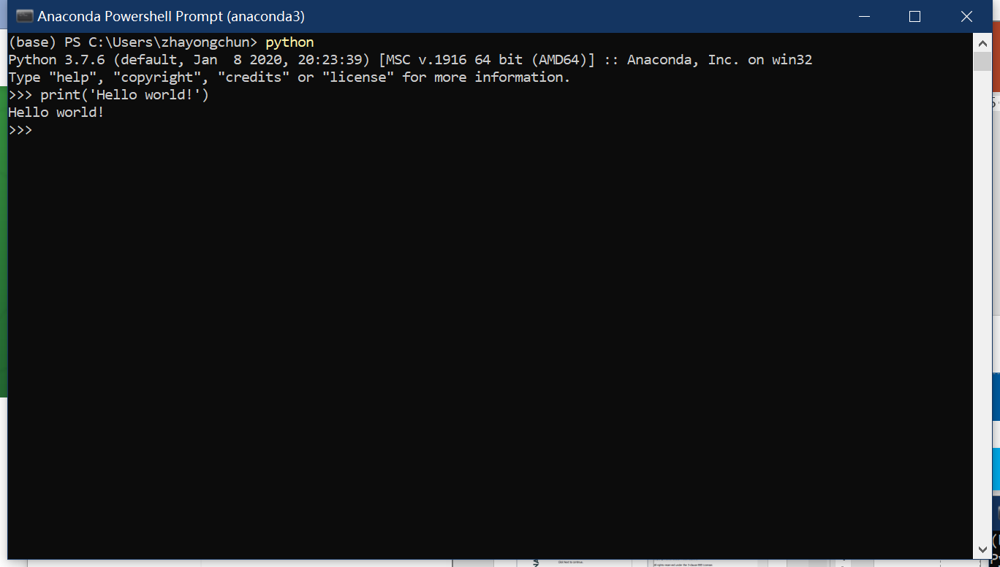 Anaconda Powershell Prompt (anaconda3)
(base) PS C:\Users\zhayongchun> python
Python 3.7.6 (default, Jan  8 2020, 20:23:39) [MSC v.1916 64 bit (AMD64)] :: Anaconda, Inc. on win32
Type "help", "copyright", "credits" or "license" for more information.
>>> print('Hello world!')
Hello world!
>>>